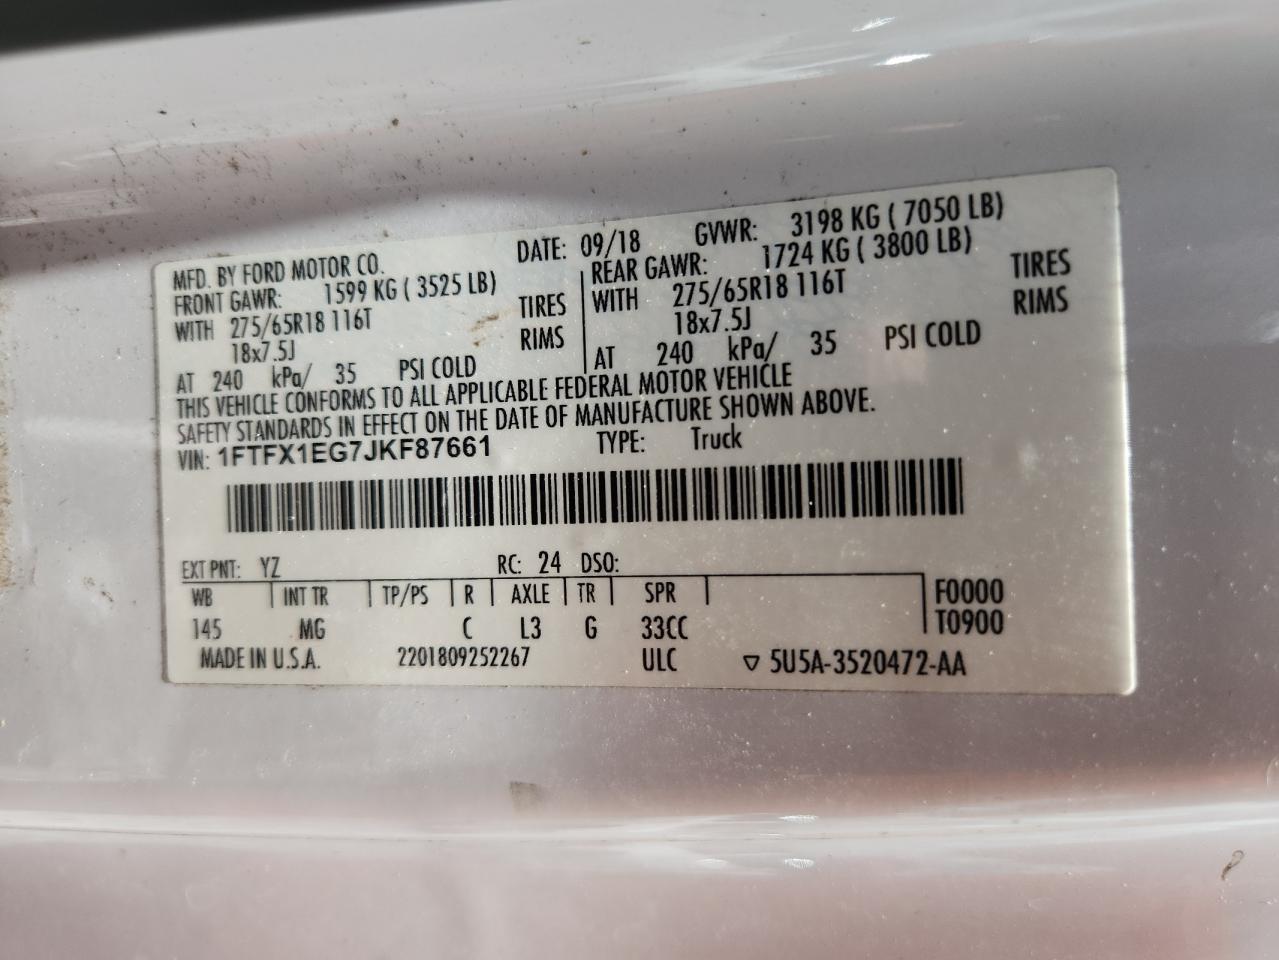 MFD. BY FORD MOTOR CO. DATE: 09/18 GVWR: 3198 KG ( 7050 LB)
FRONT GAWR: 1599 KG ( 3525 LB)
WITH 275/65R18 116T TIRES
18x7.5J RIMS
AT 240 kPa/ 35 PSI COLD
REAR GAWR: 1724 KG ( 3800 LB)
WITH 275/65R18 116T TIRES
18x7.5J RIMS
AT 240 kPa/ 35 PSI COLD
THIS VEHICLE CONFORMS TO ALL APPLICABLE FEDERAL MOTOR VEHICLE
SAFETY STANDARDS IN EFFECT ON THE DATE OF MANUFACTURE SHOWN ABOVE.
VIN: 1FTFX1EG7JKF87661 TYPE: Truck
EXT PNT: YZ RC: 24 DSO:
WB INT TR TP/PS R AXLE TR SPR F0000
145 MG C L3 G 33CC T0900
MADE IN U.S.A. 2201809252267 ULC ▽ 5U5A-3520472-AA